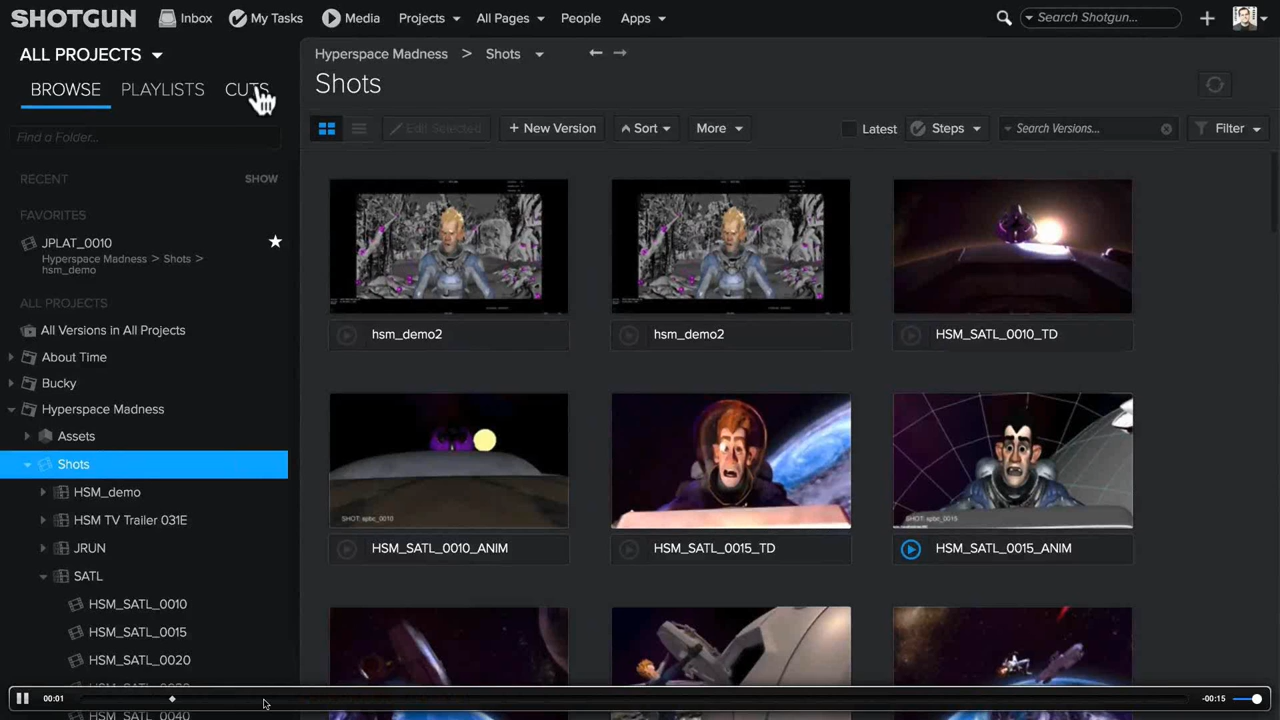 SHOTGUN Inbox My Tasks Media Projects All Pages People Apps Search Shotgun...
ALL PROJECTS
BROWSE PLAYLISTS CUTS
Find a Folder...
RECENT SHOW
FAVORITES
JPLAT_0010
Hyperspace Madness > Shots >
hsm_demo
ALL PROJECTS
All Versions in All Projects
About Time
Bucky
Hyperspace Madness
Assets
Shots
HSM_demo
HSM TV Trailer 031E
JRUN
SATL
HSM_SATL_0010
HSM_SATL_0015
HSM_SATL_0020
Hyperspace Madness > Shots
Shots
Edit Selected + New Version Sort More Latest Steps Search Versions... Filter
hsm_demo2 hsm_demo2 HSM_SATL_0010_TD
SHOT: spbc_0010 SHOT: spbc_0015
HSM_SATL_0010_ANIM HSM_SATL_0015_TD HSM_SATL_0015_ANIM
00:01 -00:15